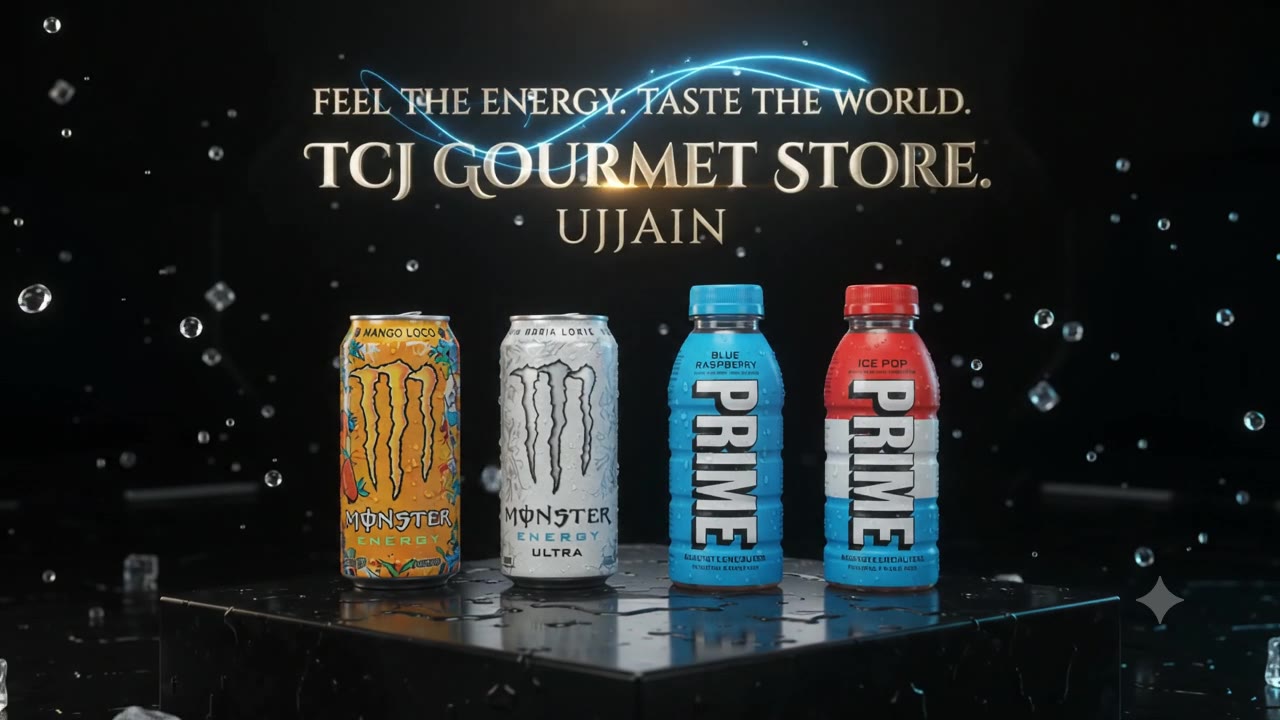 FEEL THE ENERGY. TASTE THE WORLD.
TCJ GOURMET STORE.
UJJAIN
MANGO LOCO
MONSTER
ENERGY
MONSTER
ENERGY
ULTRA
BLUE
RASPBERRY
PRIME
ICE POP
PRIME